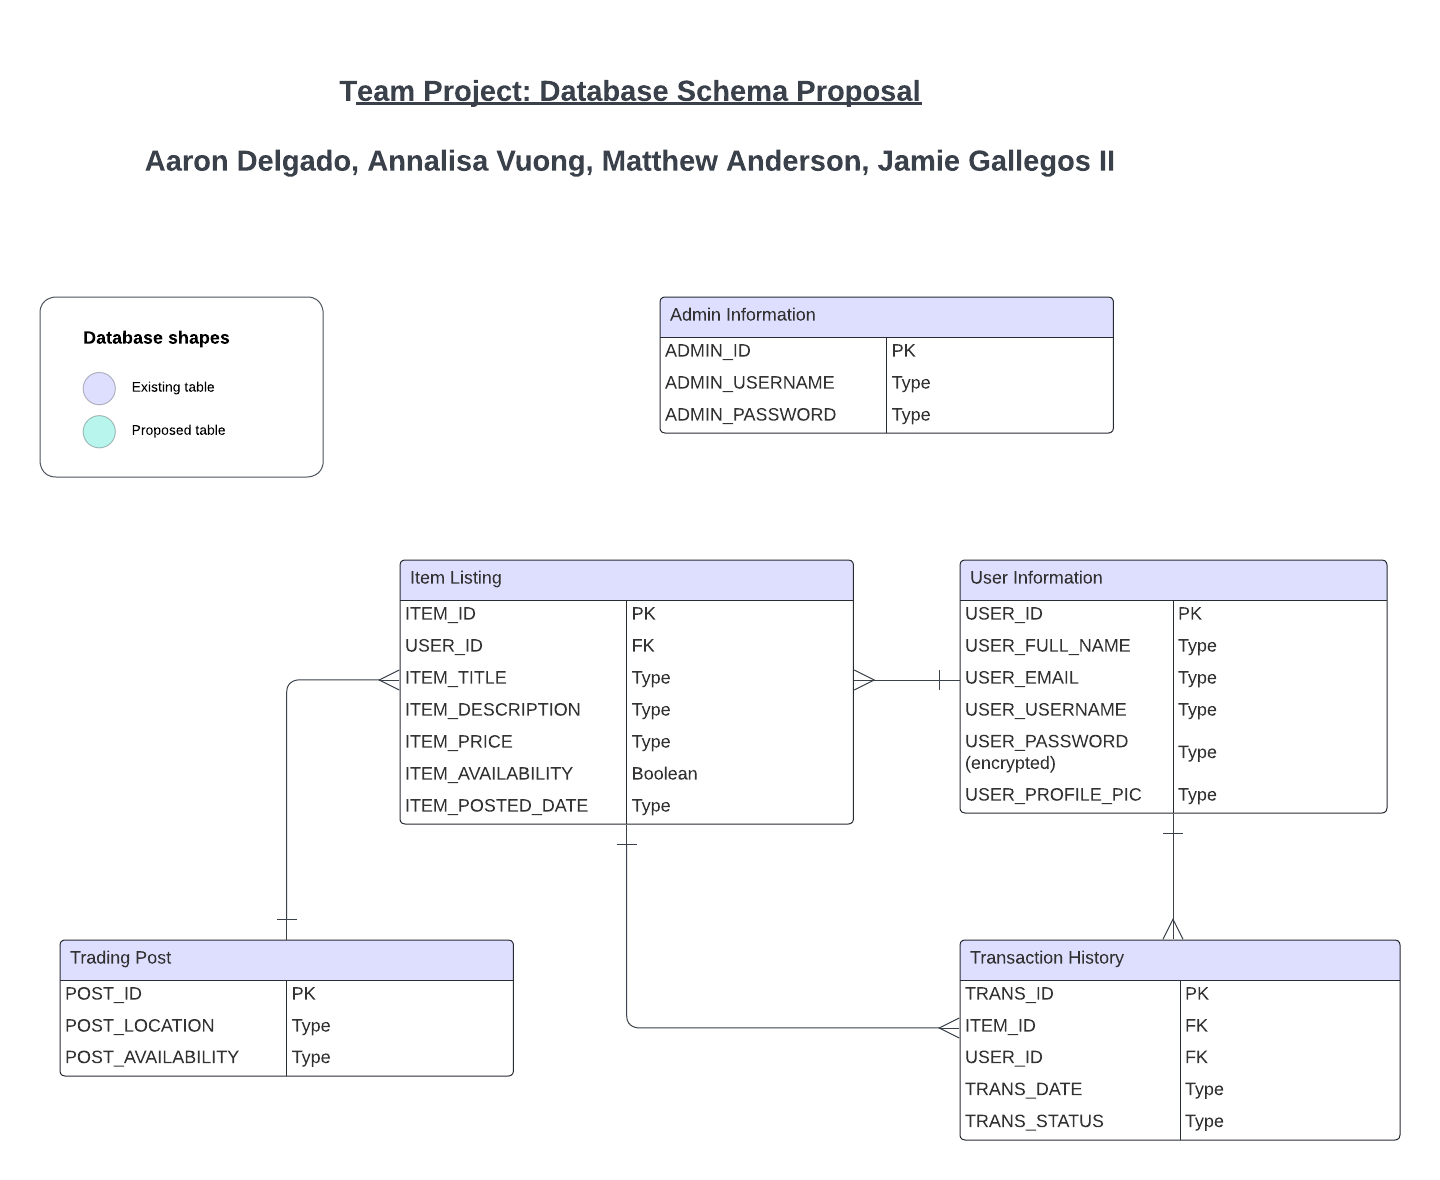 Team Project: Database Schema Proposal
Aaron Delgado, Annalisa Vuong, Matthew Anderson, Jamie Gallegos II
Database shapes
Existing table
Proposed table
Admin Information
ADMIN_ID PK
ADMIN_USERNAME Type
ADMIN_PASSWORD Type
Item Listing
ITEM_ID PK
USER_ID FK
ITEM_TITLE Type
ITEM_DESCRIPTION Type
ITEM_PRICE Type
ITEM_AVAILABILITY Boolean
ITEM_POSTED_DATE Type
User Information
USER_ID PK
USER_FULL_NAME Type
USER_EMAIL Type
USER_USERNAME Type
USER_PASSWORD
(encrypted) Type
USER_PROFILE_PIC Type
Trading Post
POST_ID PK
POST_LOCATION Type
POST_AVAILABILITY Type
Transaction History
TRANS_ID PK
ITEM_ID FK
USER_ID FK
TRANS_DATE Type
TRANS_STATUS Type